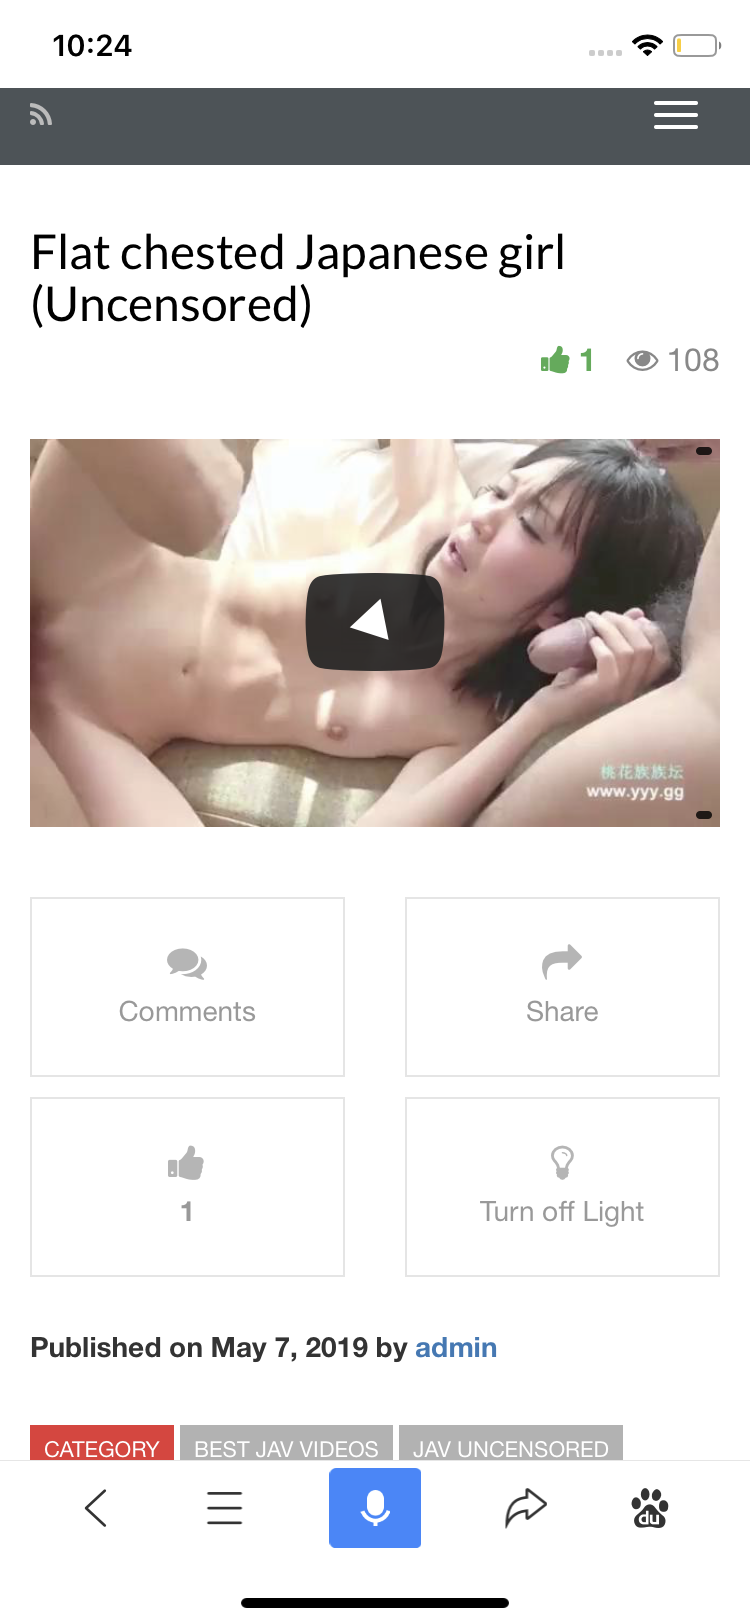 10:24
Flat chested Japanese girl
(Uncensored)
1 108
桃花族族坛
www.yyy.gg
Comments
Share
1
Turn off Light
Published on May 7, 2019 by admin
CATEGORY BEST JAV VIDEOS JAV UNCENSORED
du